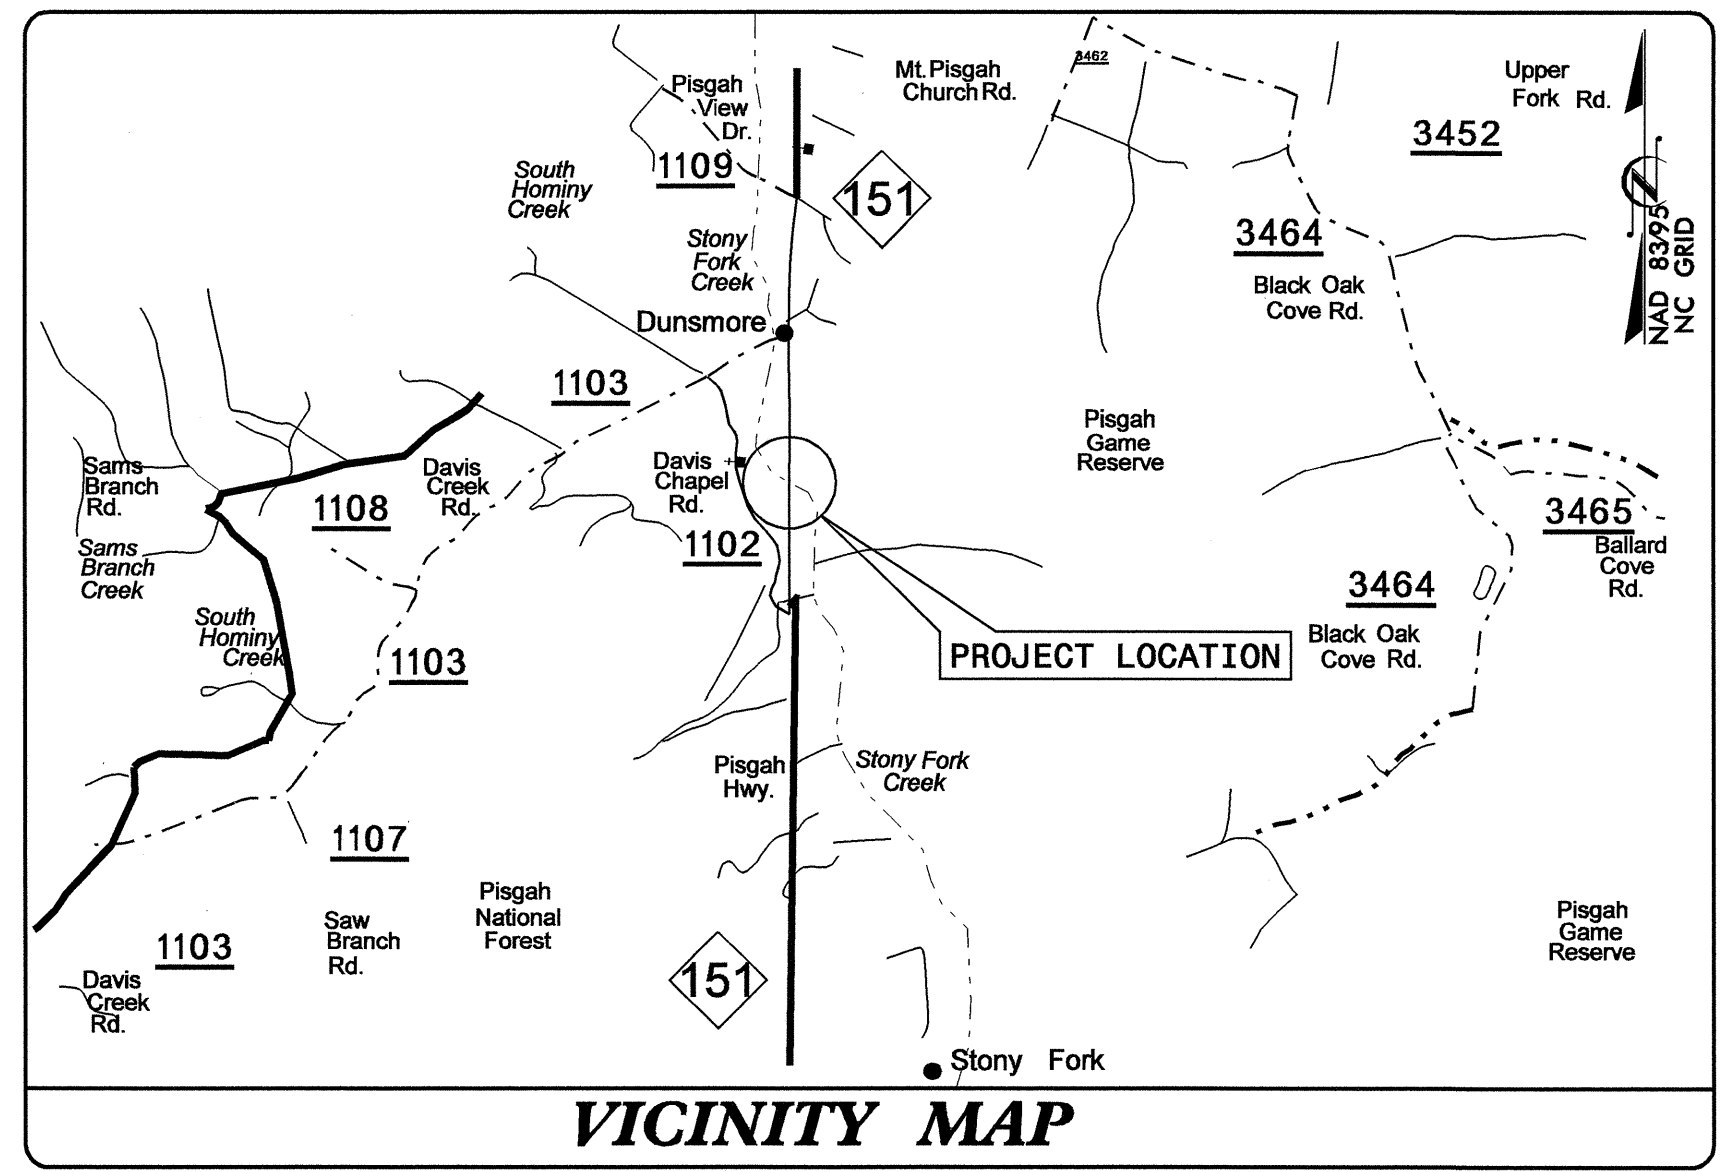 Pisgah
View
Dr.
1109
Mt. Pisgah
Church Rd.
3462
Upper
Fork Rd.
3452
151
South
Hominy
Creek
Stony
Fork
Creek
3464
Black Oak
Cove Rd.
NAD 83/95
NC GRID
Dunsmore
1103
Pisgah
Game
Reserve
Sams
Branch
Rd.
1108
Davis
Creek
Rd.
Davis
Chapel
Rd.
1102
3465
Ballard
Cove
Rd.
Sams
Branch
Creek
3464
Black Oak
Cove Rd.
South
Hominy
Creek
1103
PROJECT LOCATION
Pisgah
Hwy.
Stony Fork
Creek
1107
Saw
Branch
Rd.
Pisgah
National
Forest
1103
Davis
Creek
Rd.
151
Pisgah
Game
Reserve
Stony Fork
VICINITY MAP